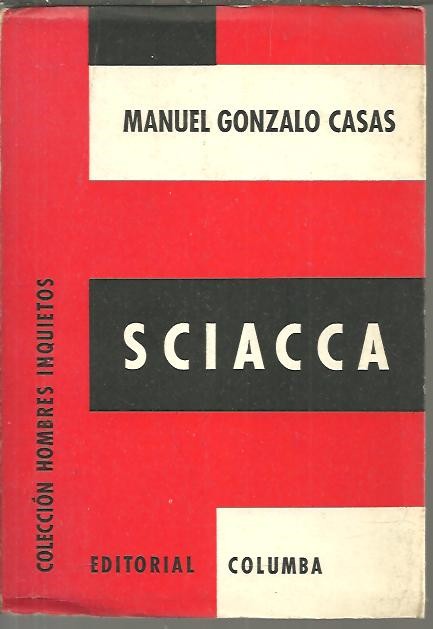 MANUEL GONZALO CASAS
SCIACCA
COLECCIÓN HOMBRES INQUIETOS
EDITORIAL COLUMBA